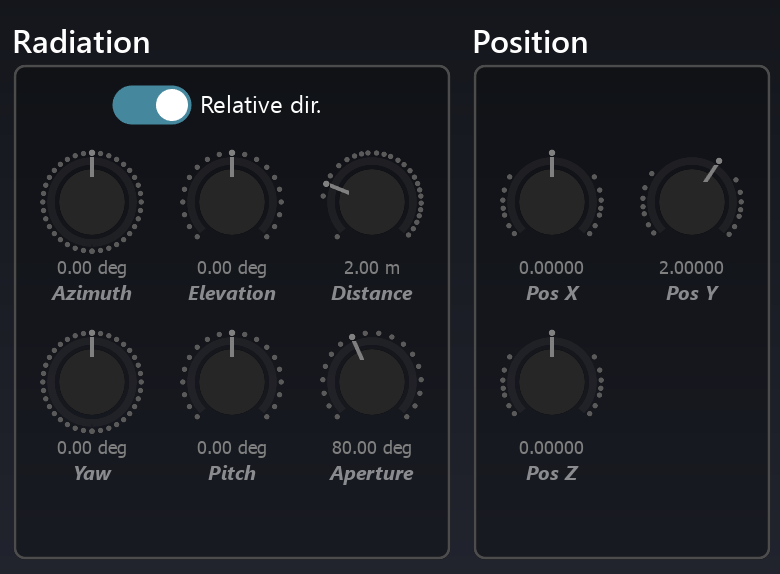 Radiation
Relative dir.
0.00 deg
Azimuth
0.00 deg
Elevation
2.00 m
Distance
0.00 deg
Yaw
0.00 deg
Pitch
80.00 deg
Aperture
Position
0.00000
Pos X
2.00000
Pos Y
0.00000
Pos Z